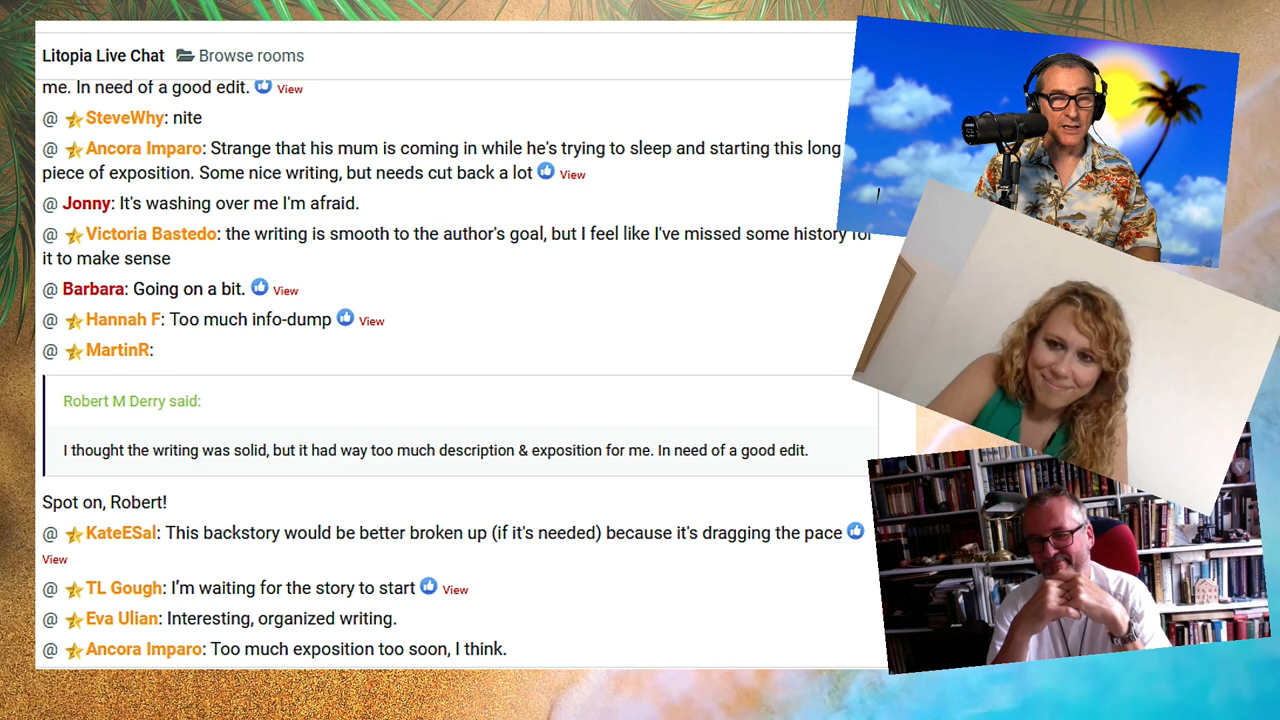 Litopia Live Chat Browse rooms
me. In need of a good edit. View
@ SteveWhy: nite
@ Ancora Imparo: Strange that his mum is coming in while he's trying to sleep and starting this long
piece of exposition. Some nice writing, but needs cut back a lot View
@ Jonny: It's washing over me I'm afraid.
@ Victoria Bastedo: the writing is smooth to the author's goal, but I feel like I've missed some history for
it to make sense
@ Barbara: Going on a bit. View
@ Hannah F: Too much info-dump View
@ MartinR:
Robert M Derry said:
I thought the writing was solid, but it had way too much description & exposition for me. In need of a good edit.
Spot on, Robert!
@ KateESal: This backstory would be better broken up (if it's needed) because it's dragging the pace
View
@ TL Gough: I’m waiting for the story to start View
@ Eva Ulian: Interesting, organized writing.
@ Ancora Imparo: Too much exposition too soon, I think.